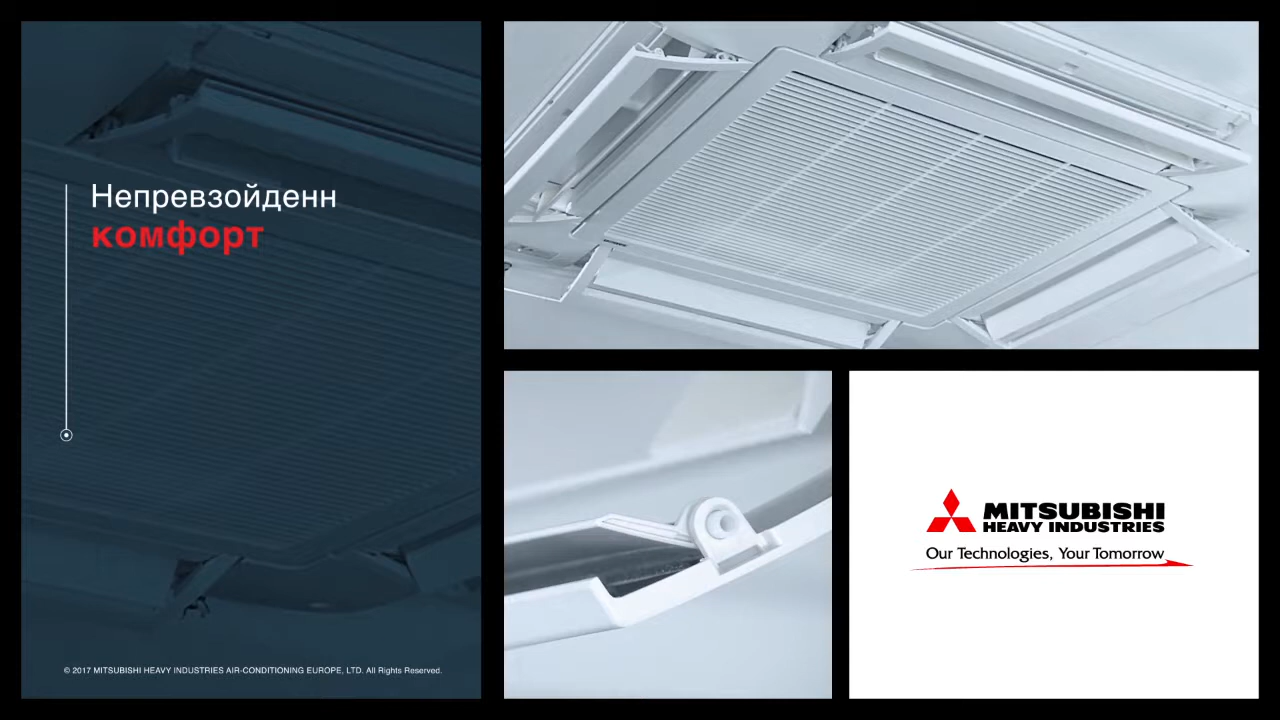 Непревзойденн
комфорт
© 2017 MITSUBISHI HEAVY INDUSTRIES AIR-CONDITIONING EUROPE, LTD. All Rights Reserved.
MITSUBISHI
HEAVY INDUSTRIES
Our Technologies, Your Tomorrow